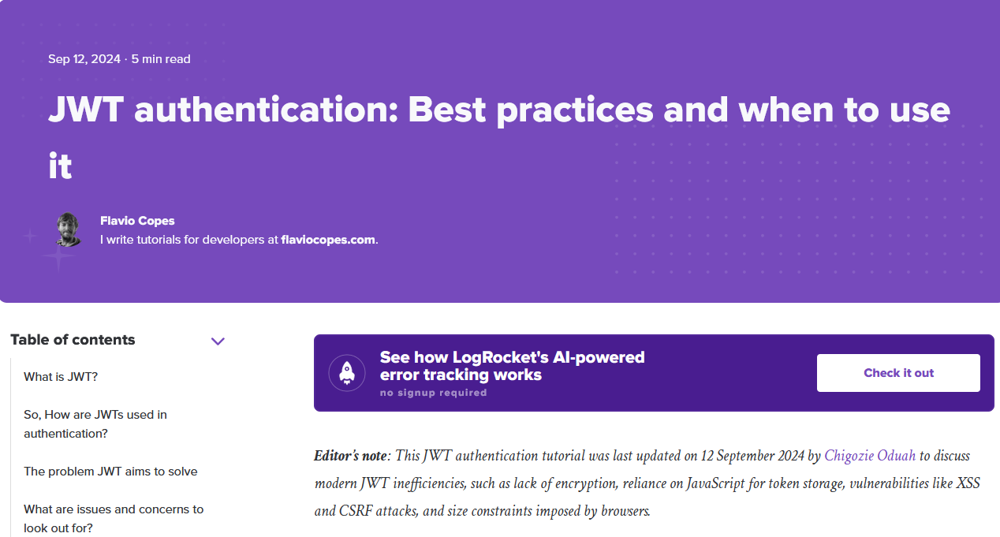 Sep 12, 2024 · 5 min read
JWT authentication: Best practices and when to use
it
Flavio Copes
I write tutorials for developers at flaviocopes.com.
Table of contents
What is JWT?
So, How are JWTs used in
authentication?
The problem JWT aims to solve
What are issues and concerns to
look out for?
See how LogRocket's AI-powered
error tracking works
no signup required
Check it out
Editor’s note: This JWT authentication tutorial was last updated on 12 September 2024 by Chigozie Oduah to discuss
modern JWT inefficiencies, such as lack of encryption, reliance on JavaScript for token storage, vulnerabilities like XSS
and CSRF attacks, and size constraints imposed by browsers.